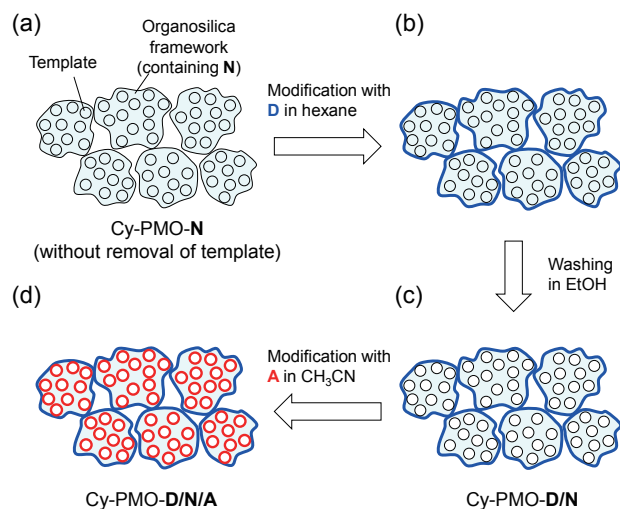 (a)
Organosilica
framework
(containing N)
Template
Cy-PMO-N
(without removal of template)
Modification with
D in hexane
(b)
Washing
in EtOH
(c)
Cy-PMO-D/N
Modification with
A in CH₃CN
(d)
Cy-PMO-D/N/A